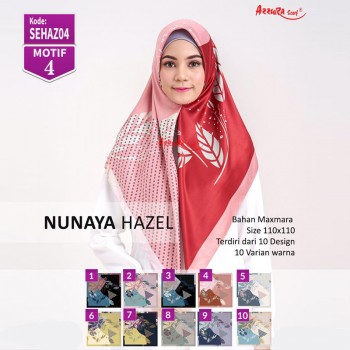 Kode:
SEHAZ04
MOTIF
4
Azzura Scarf
NUNAYA HAZEL
Bahan Maxmara
Size 110x110
Terdiri dari 10 Design
10 Varian warna
1 2 3 4 5
6 7 8 9 10